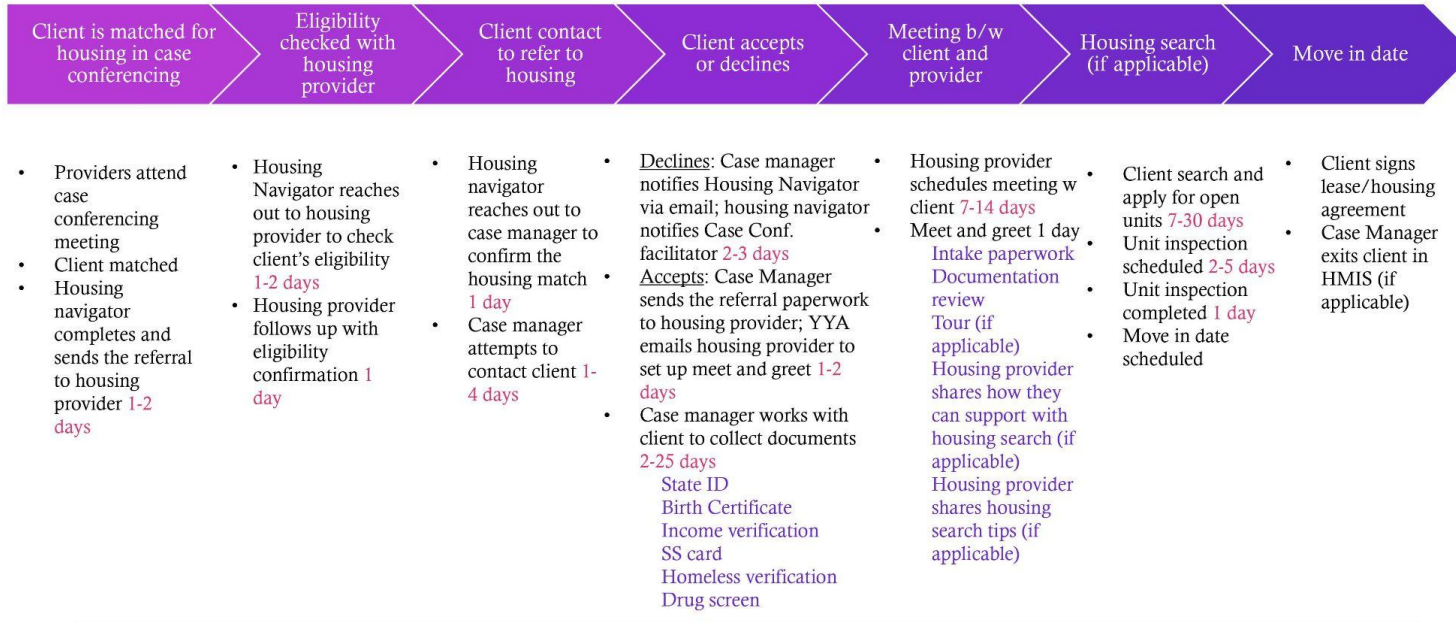 Client is matched for
housing in case
conferencing
Eligibility
checked with
housing
provider
Client contact
to refer to
housing
Client accepts
or declines
Meeting b/w
client and
provider
Housing search
(if applicable)
Move in date
• Providers attend
case
conferencing
meeting
• Client matched
• Housing
navigator
completes and
sends the referral
to housing
provider 1-2
days
• Housing
Navigator reaches
out to housing
provider to check
client's eligibility
1-2 days
• Housing provider
follows up with
eligibility
confirmation 1
day
• Housing
navigator
reaches out to
case manager to
confirm the
housing match
1 day
• Case manager
attempts to
contact client 1-
4 days
• Declines: Case manager
notifies Housing Navigator
via email; housing navigator
notifies Case Conf.
facilitator 2-3 days
• Accepts: Case Manager
sends the referral paperwork
to housing provider; YYA
emails housing provider to
set up meet and greet 1-2
days
• Case manager works with
client to collect documents
2-25 days
State ID
Birth Certificate
Income verification
SS card
Homeless verification
Drug screen
• Housing provider
schedules meeting w
client 7-14 days
• Meet and greet 1 day
Intake paperwork
Documentation
review
Tour (if
applicable)
Housing provider
shares how they
can support with
housing search (if
applicable)
Housing provider
shares housing
search tips (if
applicable)
• Client search and
apply for open
units 7-30 days
• Unit inspection
scheduled 2-5 days
• Unit inspection
completed 1 day
• Move in date
scheduled
• Client signs
lease/housing
agreement
• Case Manager
exits client in
HMIS (if
applicable)